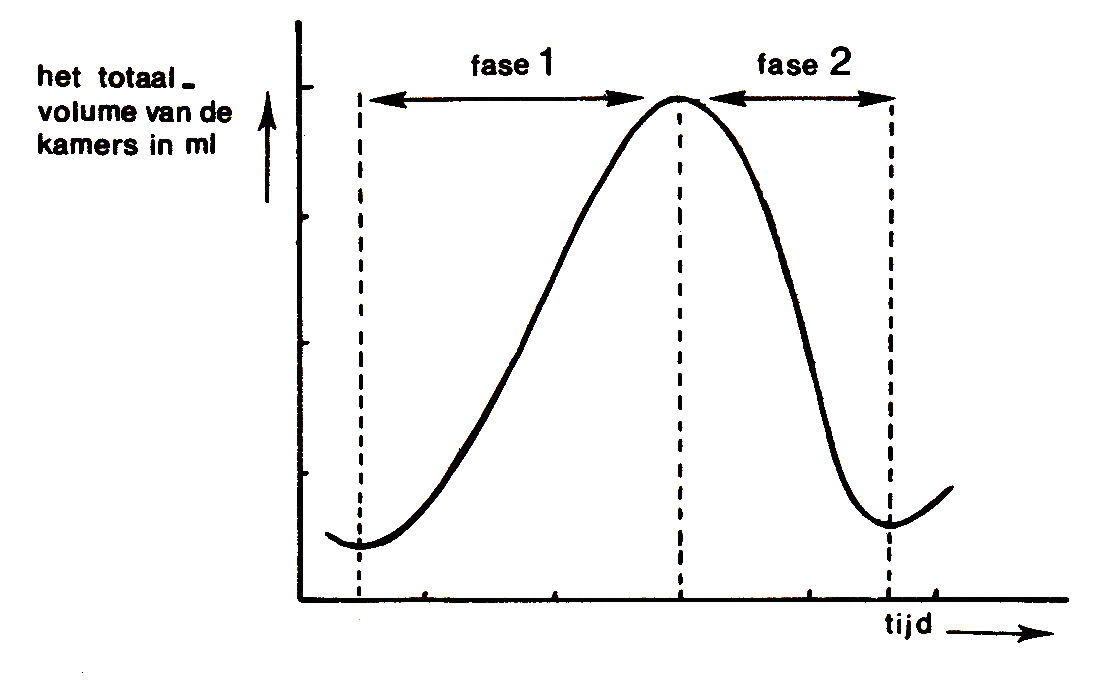 fase 1
fase 2
het totaal-
volume van de
kamers in ml
tijd